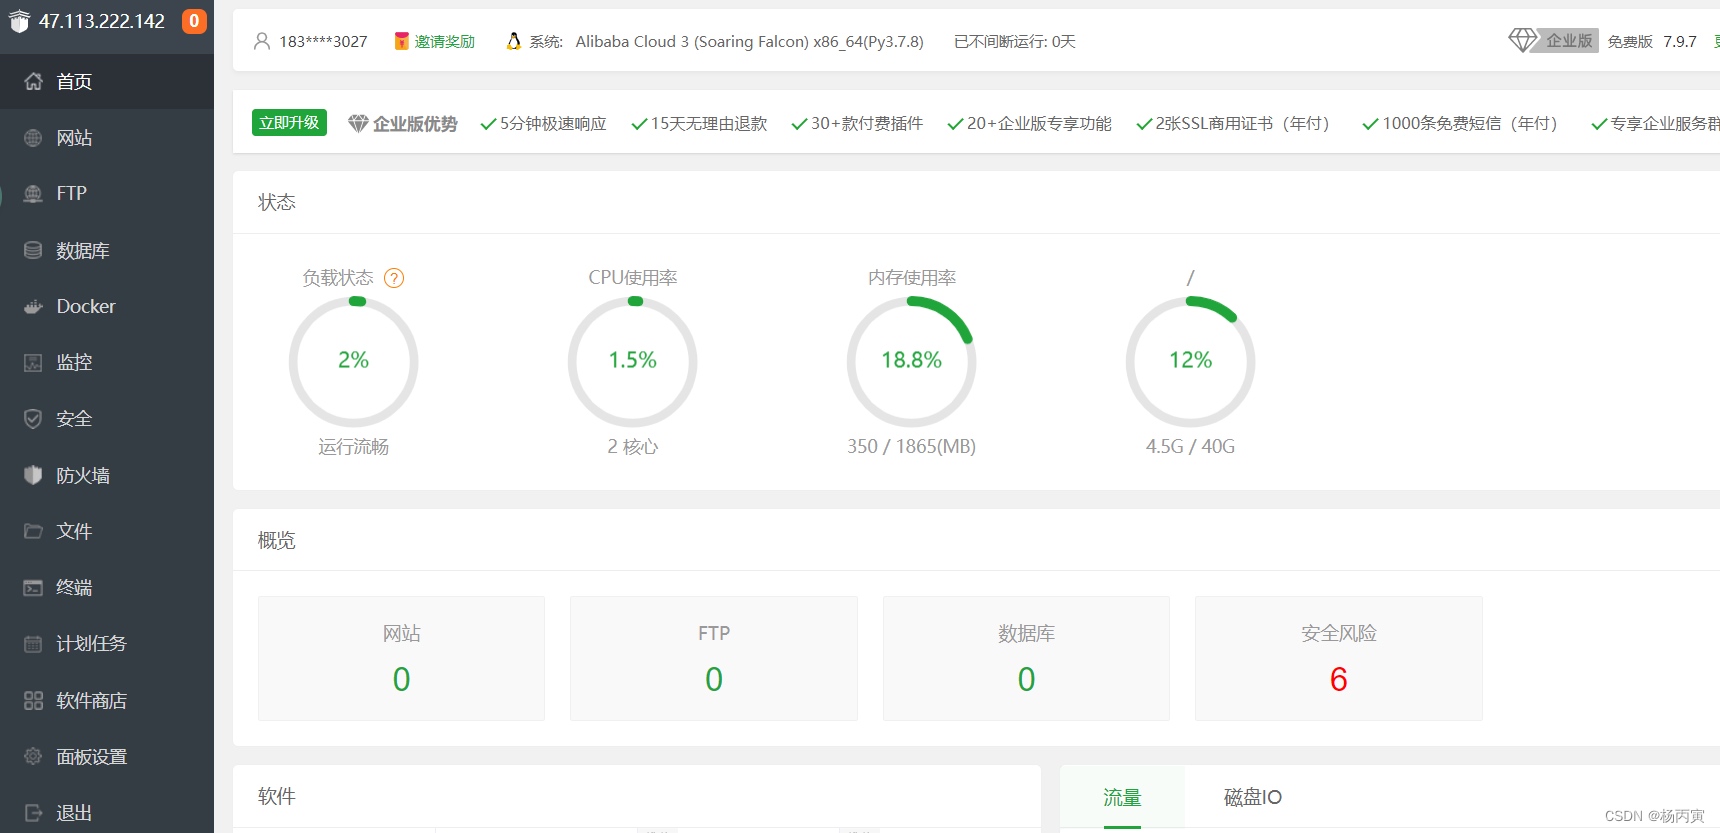 47.113.222.142 0
首页
网站
FTP
数据库
Docker
监控
安全
防火墙
文件
终端
计划任务
软件商店
面板设置
退出
183****3027 邀请奖励 系统: Alibaba Cloud 3 (Soaring Falcon) x86_64(Py3.7.8) 已不间断运行: 0天 企业版 免费版 7.9.7
立即升级 企业版优势 5分钟极速响应 15天无理由退款 30+款付费插件 20+企业版专享功能 2张SSL商用证书（年付） 1000条免费短信（年付） 专享企业服务群
状态
负载状态 ? CPU使用率 内存使用率 /
2% 1.5% 18.8% 12%
运行流畅 2 核心 350 / 1865(MB) 4.5G / 40G
概览
网站 FTP 数据库 安全风险
0 0 0 6
软件 流量 磁盘IO
CSDN @杨丙寅